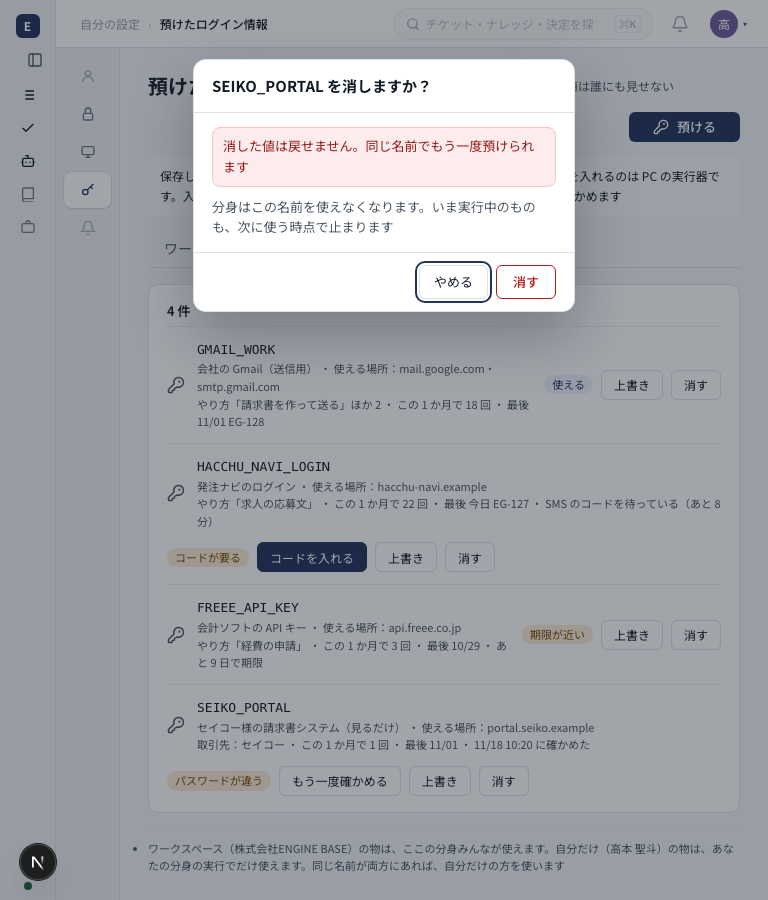 E
自分の設定 › 預けたログイン情報
チケット・ナレッジ・決定を探す
⌘K
高
SEIKO_PORTAL を消しますか？
消した値は戻せません。同じ名前でもう一度預けられ
ます
分身はこの名前を使えなくなります。いま実行中のもの
も、次に使う時点で止まります
やめる
消す
は誰にも見せない
預ける
保存し
を入れるのは PC の実行器で
す。入
かめます
ワー
4 件
GMAIL_WORK
会社の Gmail（送信用） ・ 使える場所：mail.google.com・
smtp.gmail.com
やり方「請求書を作って送る」ほか 2 ・ この 1 か月で 18 回 ・ 最後
11/01 EG-128
使える
上書き
消す
HACCHU_NAVI_LOGIN
発注ナビのログイン ・ 使える場所：hacchu-navi.example
やり方「求人の応募文」 ・ この 1 か月で 22 回 ・ 最後 今日 EG-127 ・ SMS のコードを待っている（あと 8
分）
コードが要る
コードを入れる
上書き
消す
FREEE_API_KEY
会計ソフトの API キー ・ 使える場所：api.freee.co.jp
やり方「経費の申請」 ・ この 1 か月で 3 回 ・ 最後 10/29 ・ あ
と 9 日で期限
期限が近い
上書き
消す
SEIKO_PORTAL
セイコー様の請求書システム（見るだけ） ・ 使える場所：portal.seiko.example
取引先：セイコー ・ この 1 か月で 1 回 ・ 最後 11/01 ・ 11/18 10:20 に確かめた
パスワードが違う
もう一度確かめる
上書き
消す
• ワークスペース（株式会社ENGINE BASE）の物は、ここの分身みんなが使えます。自分だけ（高本 聖斗）の物は、あな
たの分身の実行でだけ使えます。同じ名前が両方にあれば、自分だけの方を使います
N